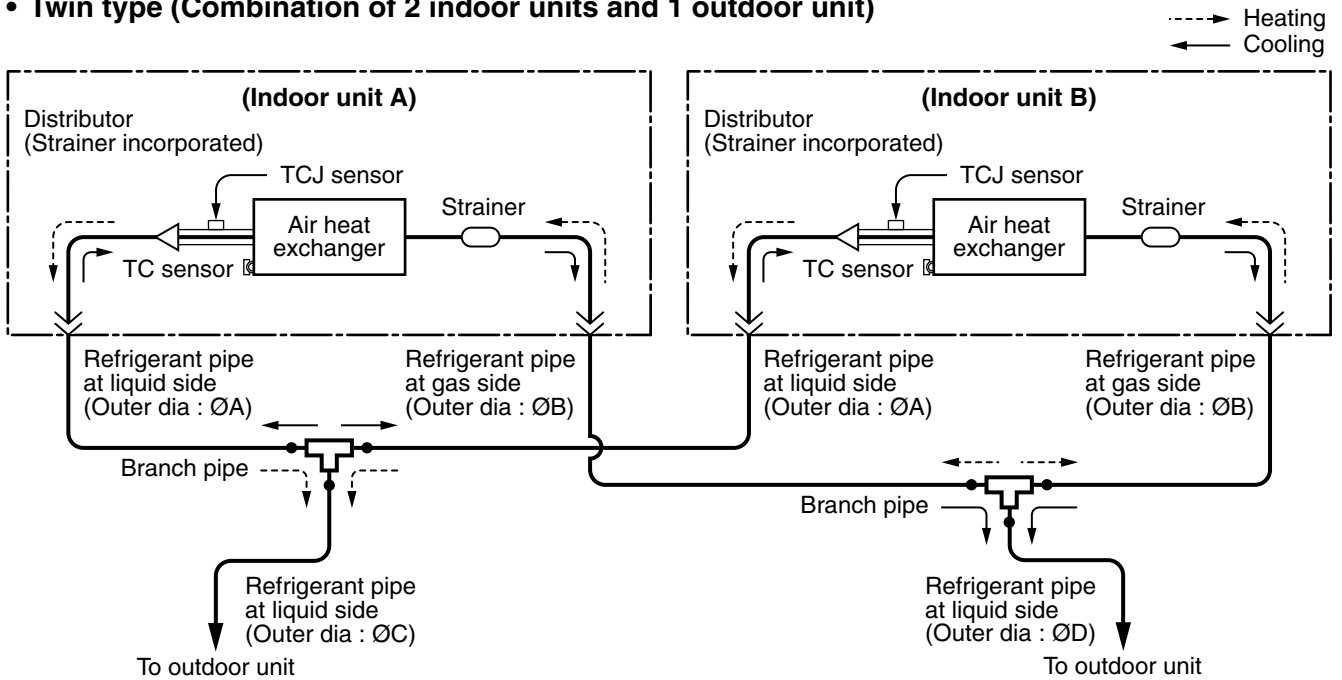 • Twin type (Combination of 2 indoor units and 1 outdoor unit)
Heating
Cooling
(Indoor unit A)
Distributor
(Strainer incorporated)
TCJ sensor
Air heat
exchanger
Strainer
TC sensor
(Indoor unit B)
Distributor
(Strainer incorporated)
TCJ sensor
Air heat
exchanger
Strainer
TC sensor
Refrigerant pipe
at liquid side
(Outer dia : ØA)
Refrigerant pipe
at gas side
(Outer dia : ØB)
Refrigerant pipe
at liquid side
(Outer dia : ØA)
Refrigerant pipe
at gas side
(Outer dia : ØB)
Branch pipe
Branch pipe
Refrigerant pipe
at liquid side
(Outer dia : ØC)
To outdoor unit
Refrigerant pipe
at liquid side
(Outer dia : ØD)
To outdoor unit